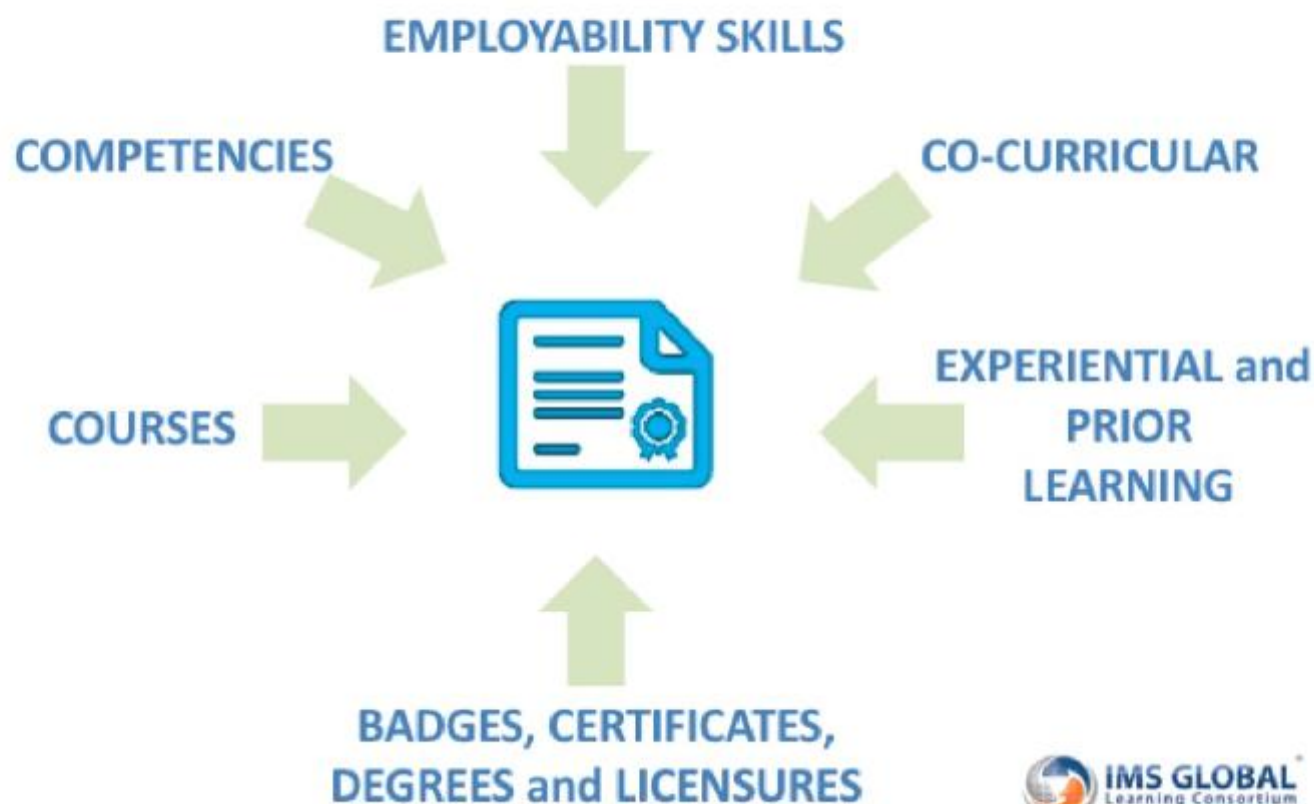 EMPLOYABILITY SKILLS
COMPETENCIES
CO-CURRICULAR
EXPERIENTIAL and
PRIOR
LEARNING
COURSES
BADGES, CERTIFICATES,
DEGREES and LICENSURES
IMS GLOBAL®
Learning Consortium